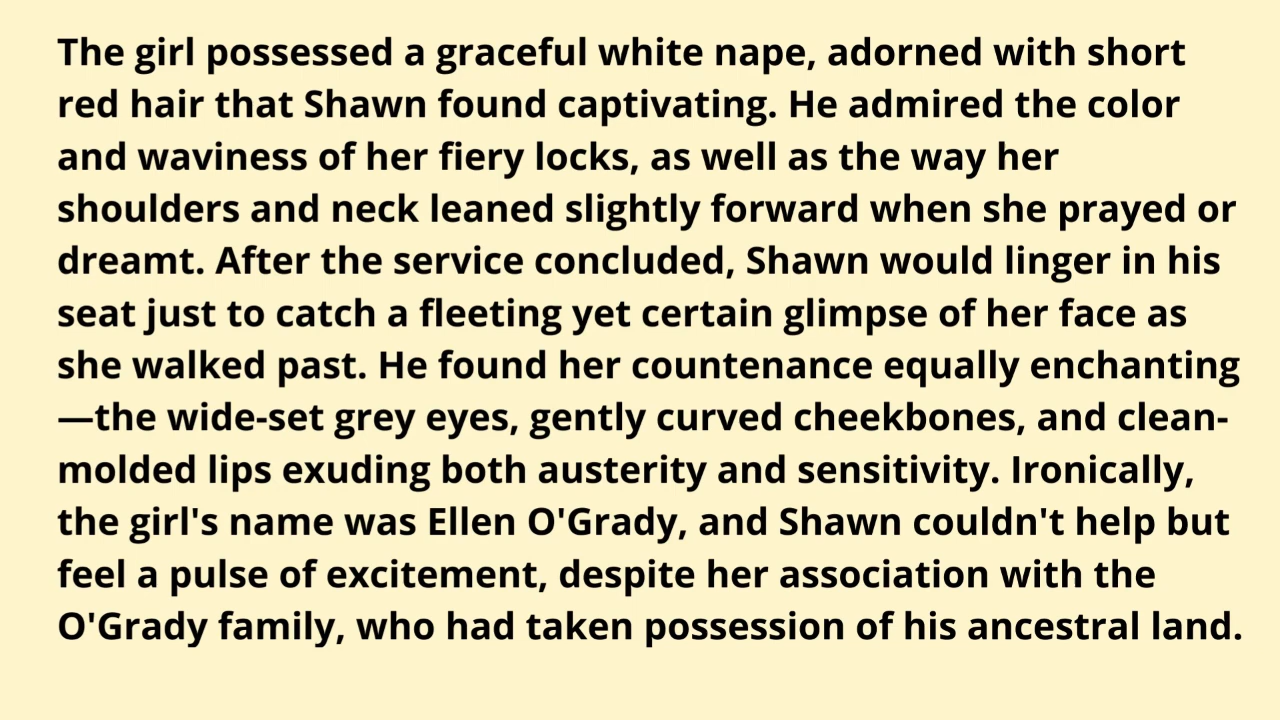 The girl possessed a graceful white nape, adorned with short
red hair that Shawn found captivating. He admired the color
and waviness of her fiery locks, as well as the way her
shoulders and neck leaned slightly forward when she prayed or
dreamt. After the service concluded, Shawn would linger in his
seat just to catch a fleeting yet certain glimpse of her face as
she walked past. He found her countenance equally enchanting
—the wide-set grey eyes, gently curved cheekbones, and clean-
molded lips exuding both austerity and sensitivity. Ironically,
the girl's name was Ellen O'Grady, and Shawn couldn't help but
feel a pulse of excitement, despite her association with the
O'Grady family, who had taken possession of his ancestral land.